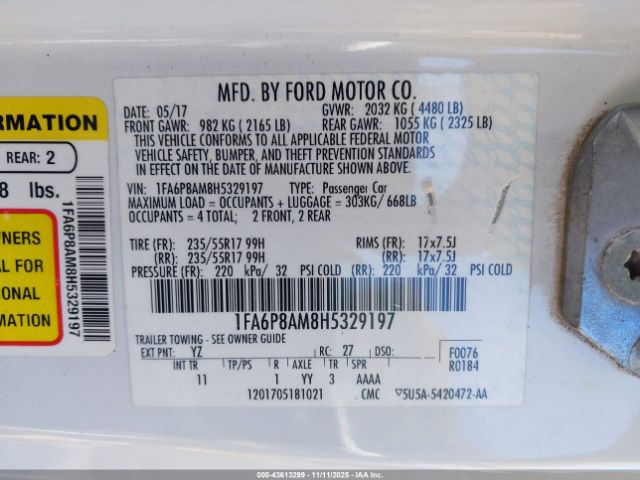 RMATION
REAR: 2
8 lbs.
WNERS
AL FOR
SONAL
RMATION
1FA6P8AM8H5329197
MFD. BY FORD MOTOR CO.
DATE: 05/17 GVWR: 2032 KG ( 4480 LB)
FRONT GAWR: 982 KG ( 2165 LB) REAR GAWR: 1055 KG ( 2325 LB)
THIS VEHICLE CONFORMS TO ALL APPLICABLE FEDERAL MOTOR
VEHICLE SAFETY, BUMPER, AND THEFT PREVENTION STANDARDS
IN EFFECT ON THE DATE OF MANUFACTURE SHOWN ABOVE.
VIN: 1FA6P8AM8H5329197 TYPE: Passenger Car
MAXIMUM LOAD = OCCUPANTS + LUGGAGE = 303KG/ 668LB
OCCUPANTS = 4 TOTAL; 2 FRONT, 2 REAR
TIRE (FR): 235/55R17 99H RIMS (FR): 17x7.5J
(RR): 235/55R17 99H (RR): 17x7.5J
PRESSURE (FR): 220 kPa/ 32 PSI COLD (RR): 220 kPa/ 32 PSI COLD
1FA6P8AM8H5329197
TRAILER TOWING - SEE OWNER GUIDE
EXT PNT: YZ RC: 27 DSO: F0076
INT TR TP/PS R AXLE TR SPR R0184
11 1 YY 3 AAAA
1201705181021 CMC ▽5U5A-5420472-AA
000-43613299 - 11/11/2025 - IAA Inc.